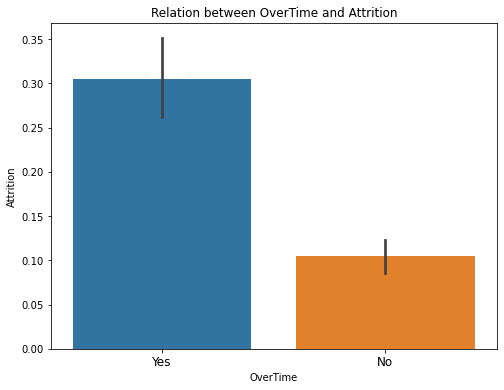 Relation between OverTime and Attrition
Attrition
0.35
0.30
0.25
0.20
0.15
0.10
0.05
0.00
Yes
No
OverTime